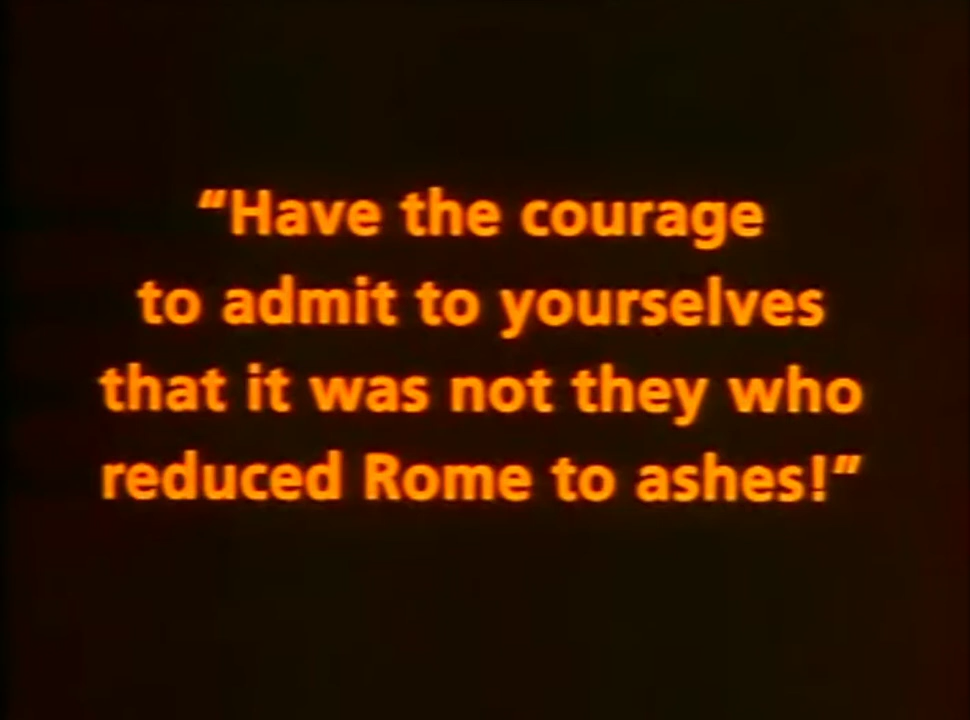 “Have the courage
to admit to yourselves
that it was not they who
reduced Rome to ashes!”